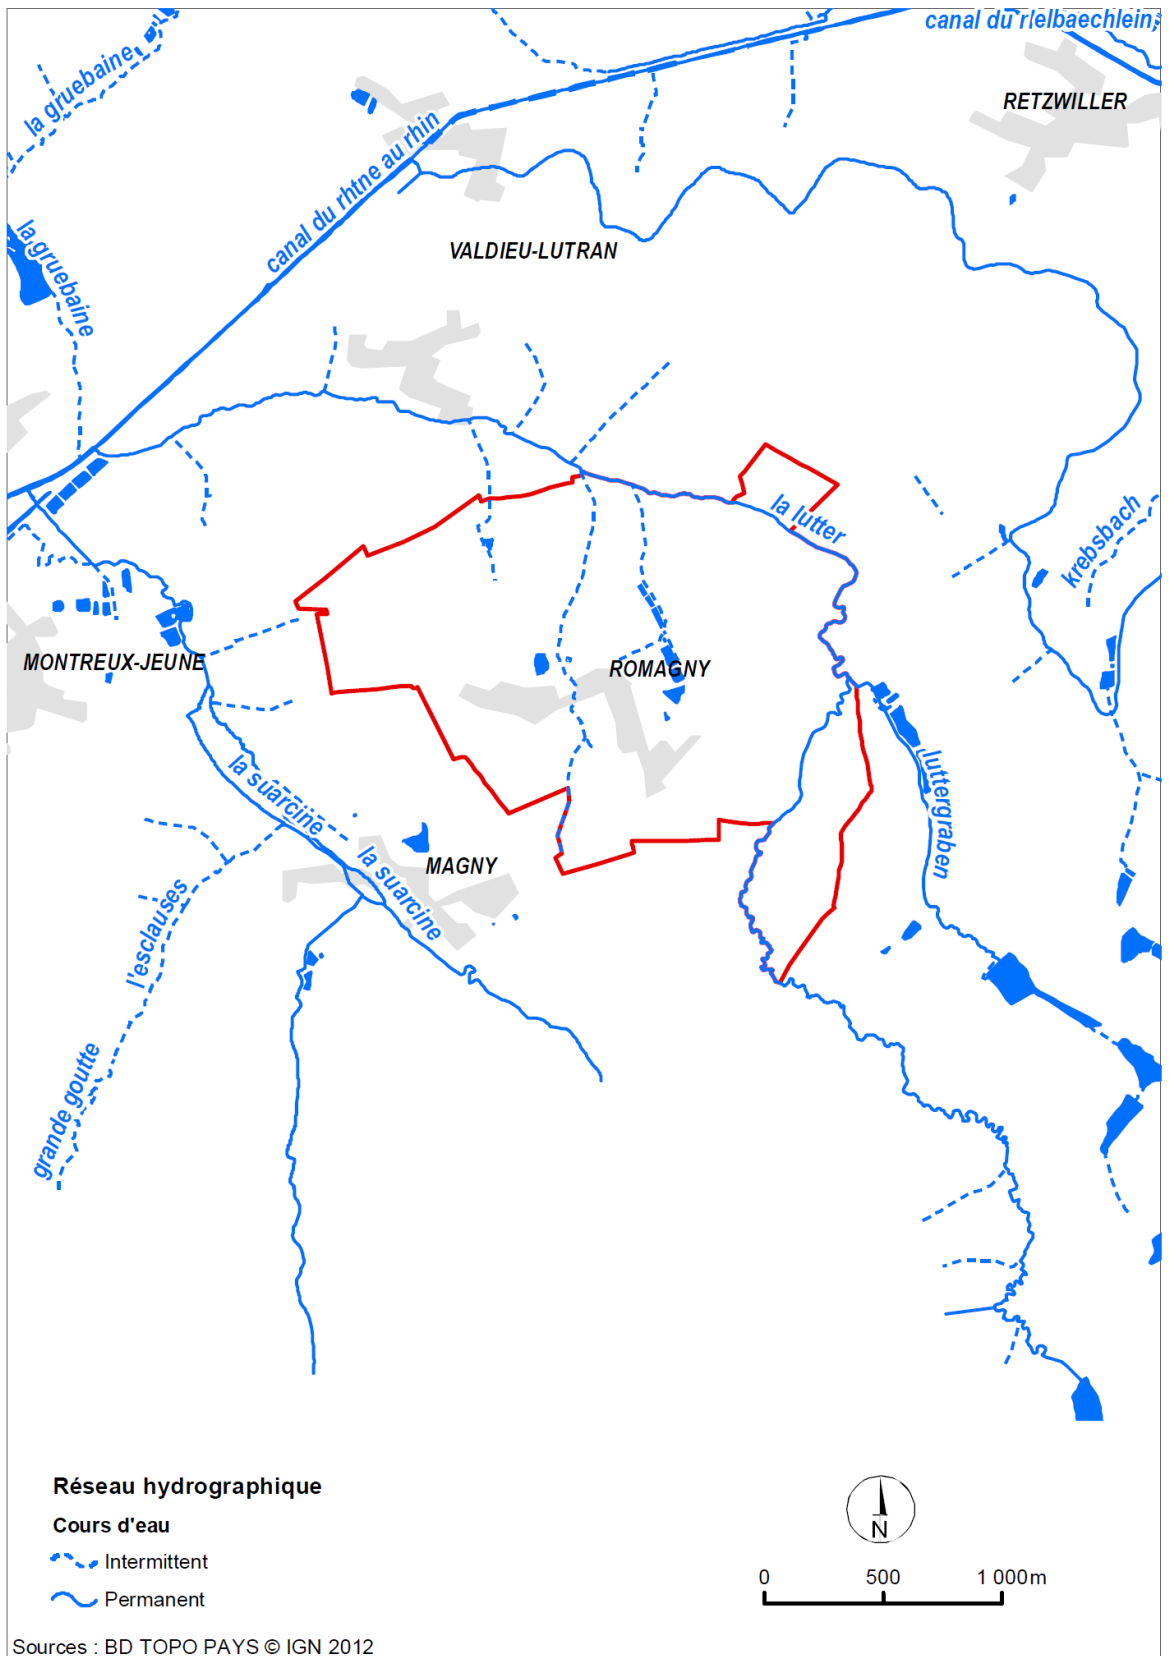 canal du rielbaechlein
la gruebaine
RETZWILLER
canal du rhtne au rhin
la gruebaine
VALDIEU-LUTRAN
la lutter
krebsbach
MONTREUX-JEUNE
ROMAGNY
la suarcine
luttergraben
la suarcine
MAGNY
l'esclauses
grande goutte
Réseau hydrographique
Cours d'eau
Intermittent
Permanent
N
0 500 1 000m
Sources : BD TOPO PAYS © IGN 2012